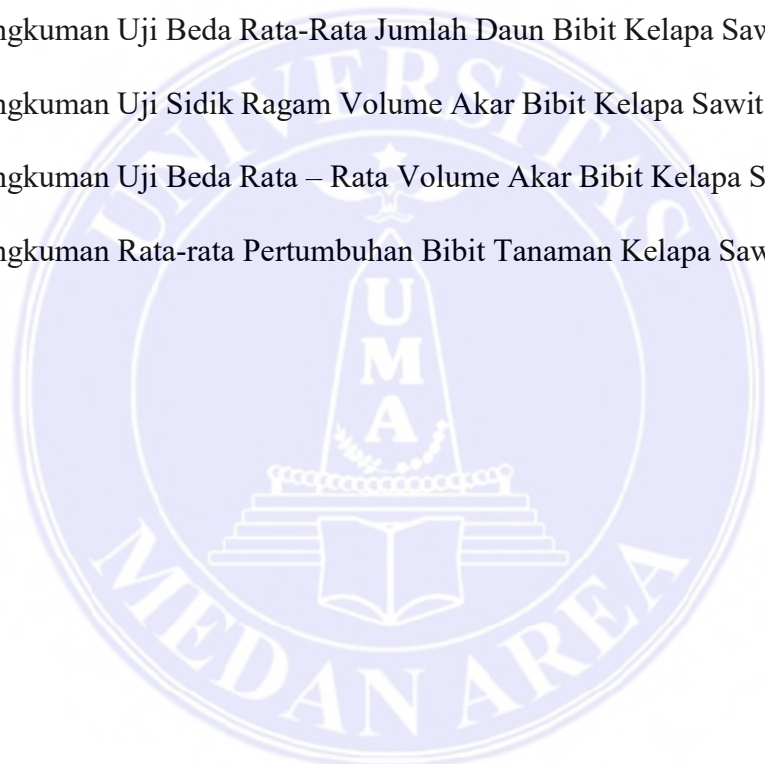 ngkuman Uji Beda Rata-Rata Jumlah Daun Bibit Kelapa Saw
ngkuman Uji Sidik Ragam Volume Akar Bibit Kelapa Sawit
ngkuman Uji Beda Rata – Rata Volume Akar Bibit Kelapa S
ngkuman Rata-rata Pertumbuhan Bibit Tanaman Kelapa Saw
UNIVERSITAS
UMA
MEDAN AREA